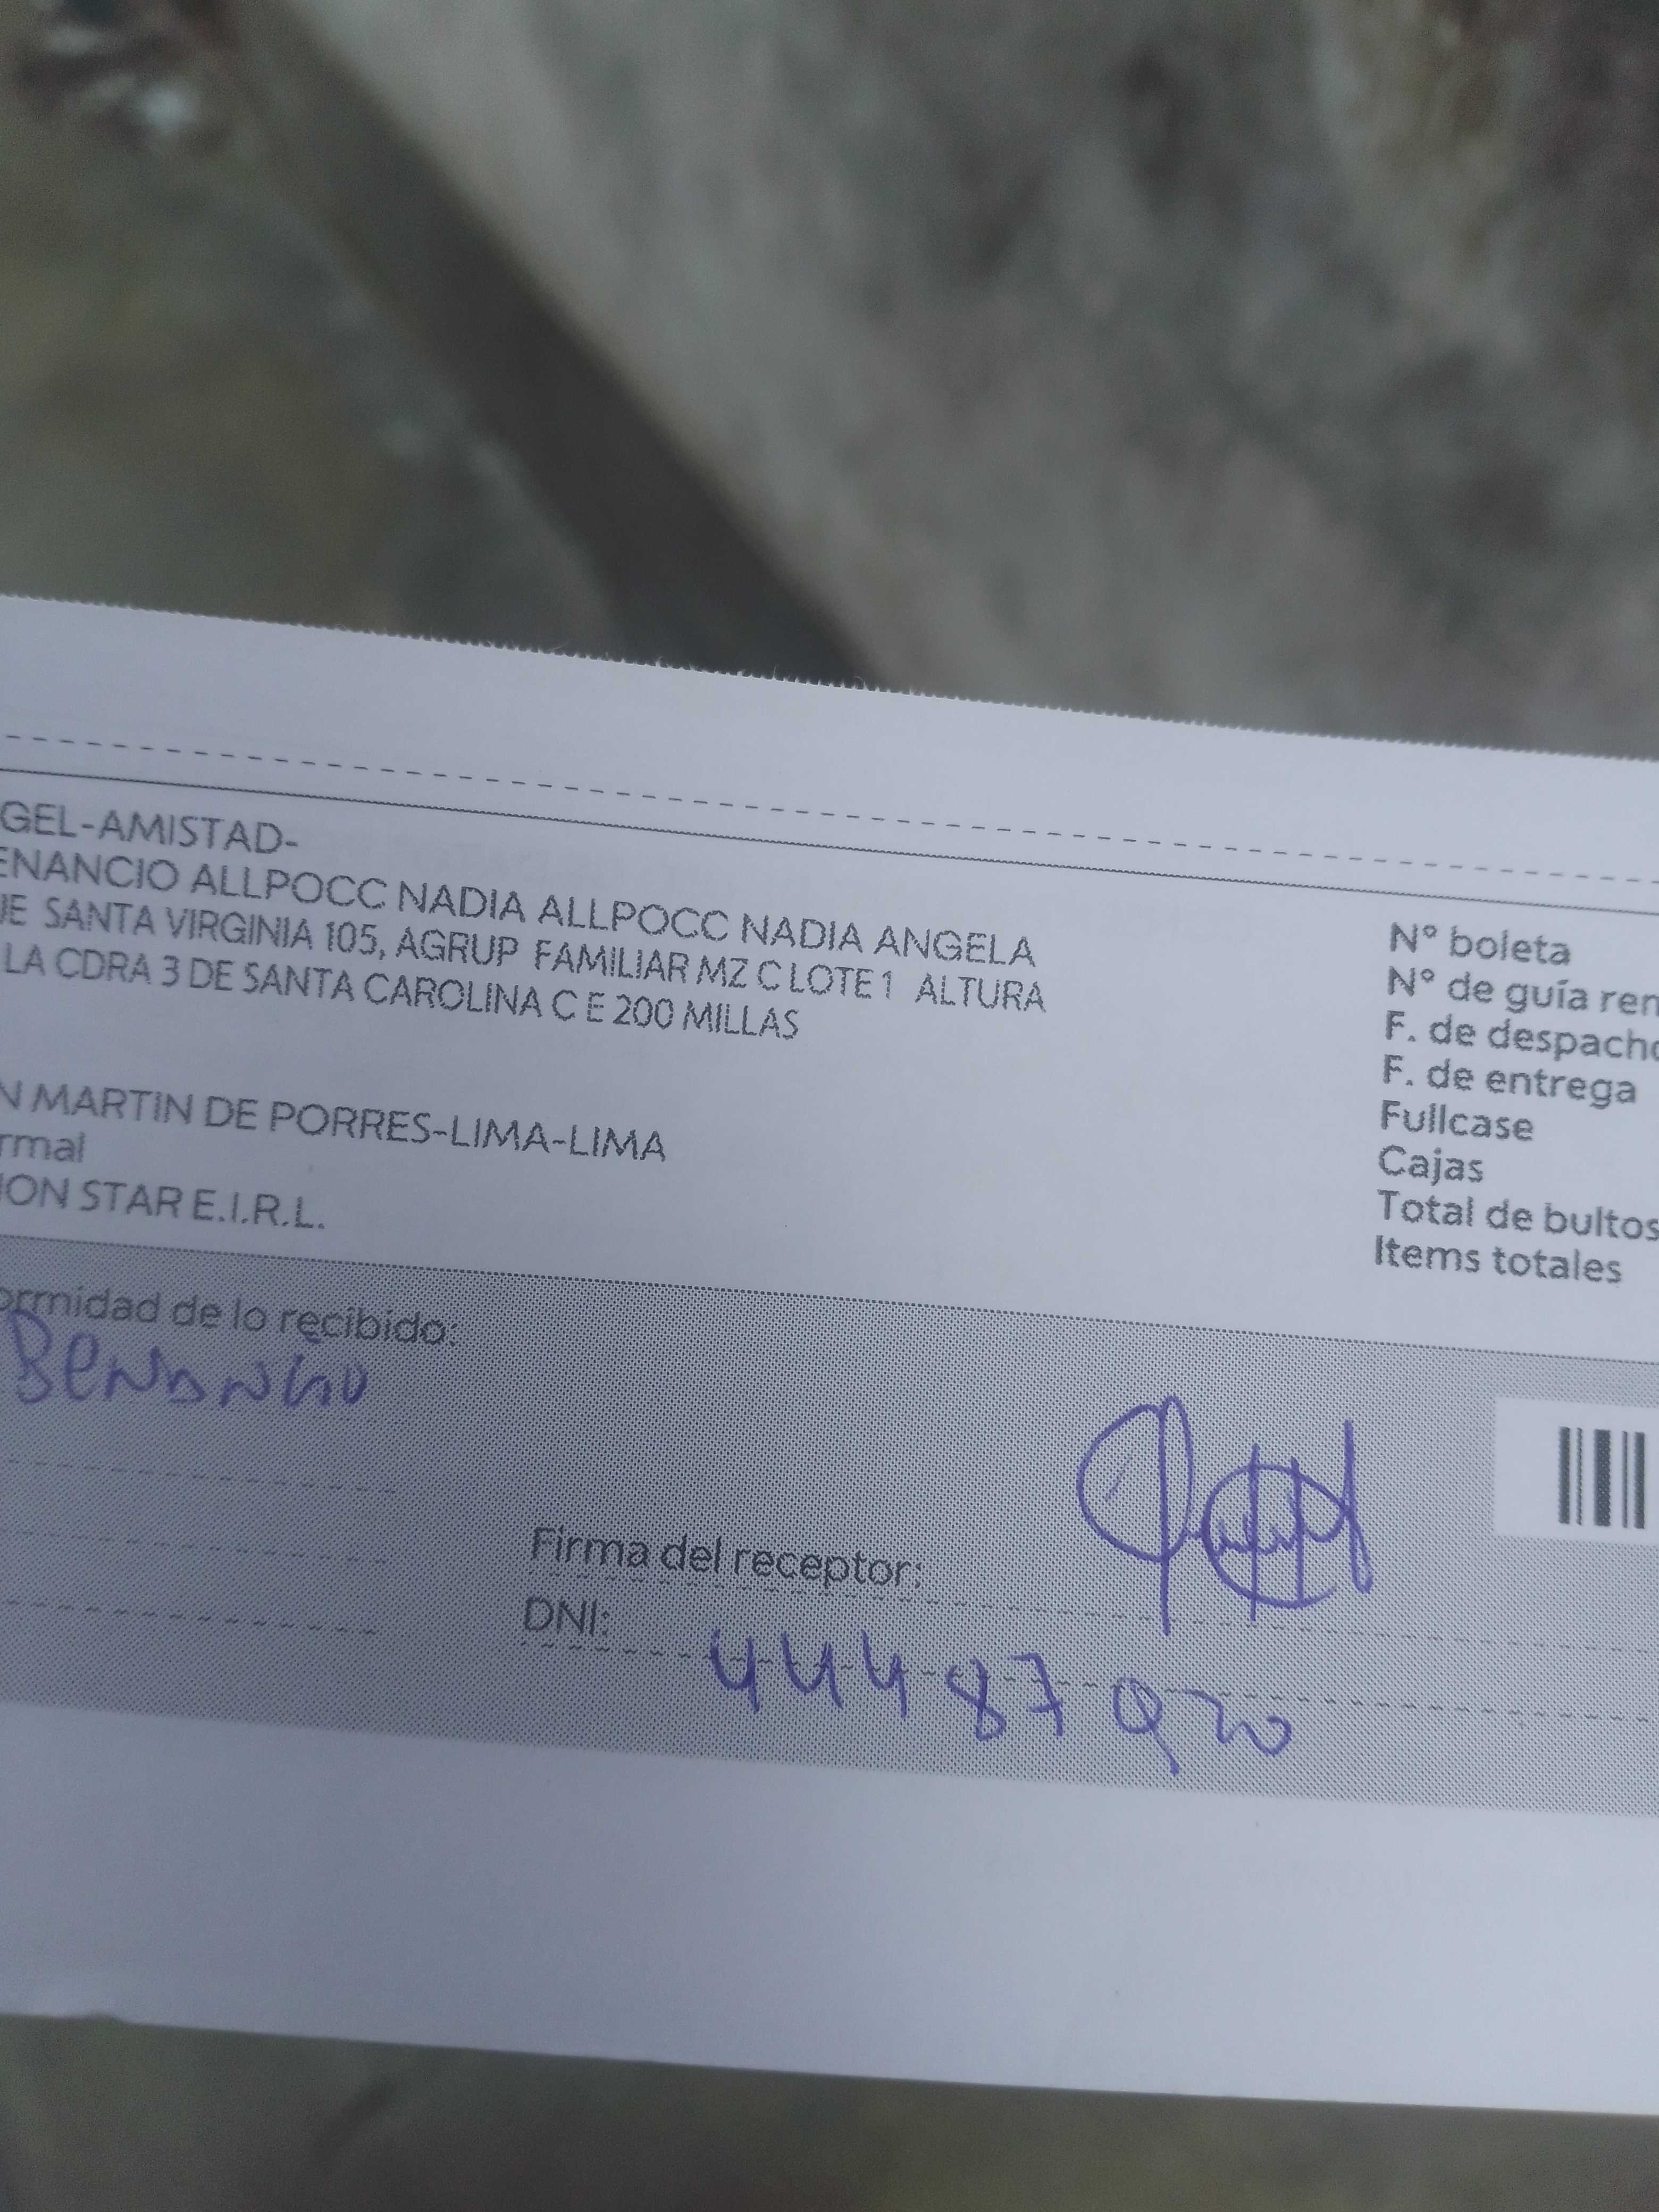 GEL-AMISTAD-
ENANCIO ALLPOCC NADIA ALLPOCC NADIA ANGELA
JE SANTA VIRGINIA 105, AGRUP FAMILIAR MZ C LOTE 1 ALTURA
LA CDRA 3 DE SANTA CAROLINA C E 200 MILLAS
N MARTIN DE PORRES-LIMA-LIMA
rmal
ION STAR E.I.R.L.
N° boleta
N° de guía rem
F. de despacho
F. de entrega
Fullcase
Cajas
Total de bultos
Items totales
ormidad de lo recibido:
Firma del receptor:
DNI: 44487920